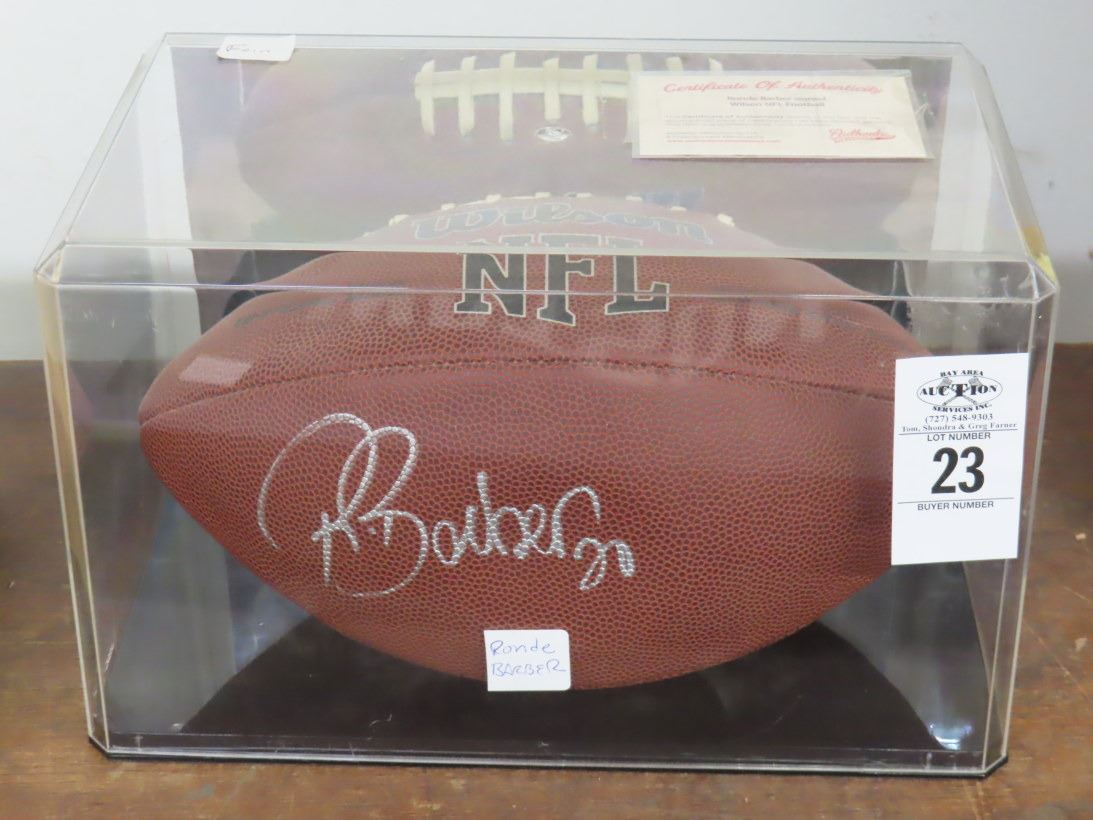 Certificate Of Authenticity
Ronde Barber signed
Wilson NFL Football
Authentic
Wilson
NFL
BAY AREA
AUCTION
SERVICES INC.
(727) 548-9303
Tom, Shondra & Greg Farner
LOT NUMBER
23
BUYER NUMBER
R Barber 20
Ronde
BARBER